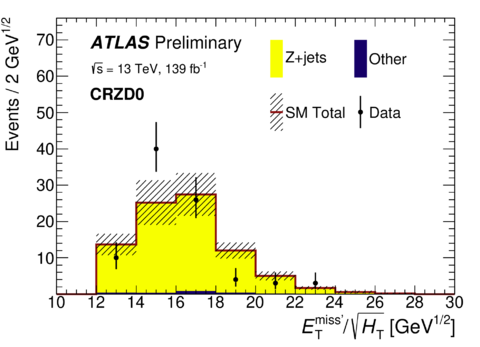 ATLAS Preliminary
√s = 13 TeV, 139 fb⁻¹
CRZD0
Z+jets
Other
SM Total
Data
Events / 2 GeV^{1/2}
70
60
50
40
30
20
10
10 12 14 16 18 20 22 24 26 28 30
E_T^{miss'}/√H_T [GeV^{1/2}]